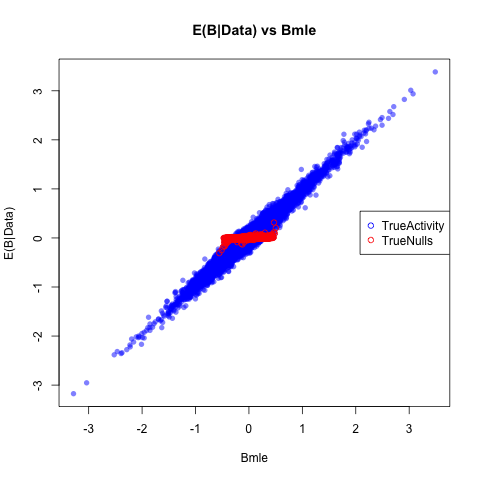 E(B|Data) vs Bmle
E(B|Data)
3
2
1
0
-1
-2
-3
TrueActivity
TrueNulls
-3 -2 -1 0 1 2 3
Bmle